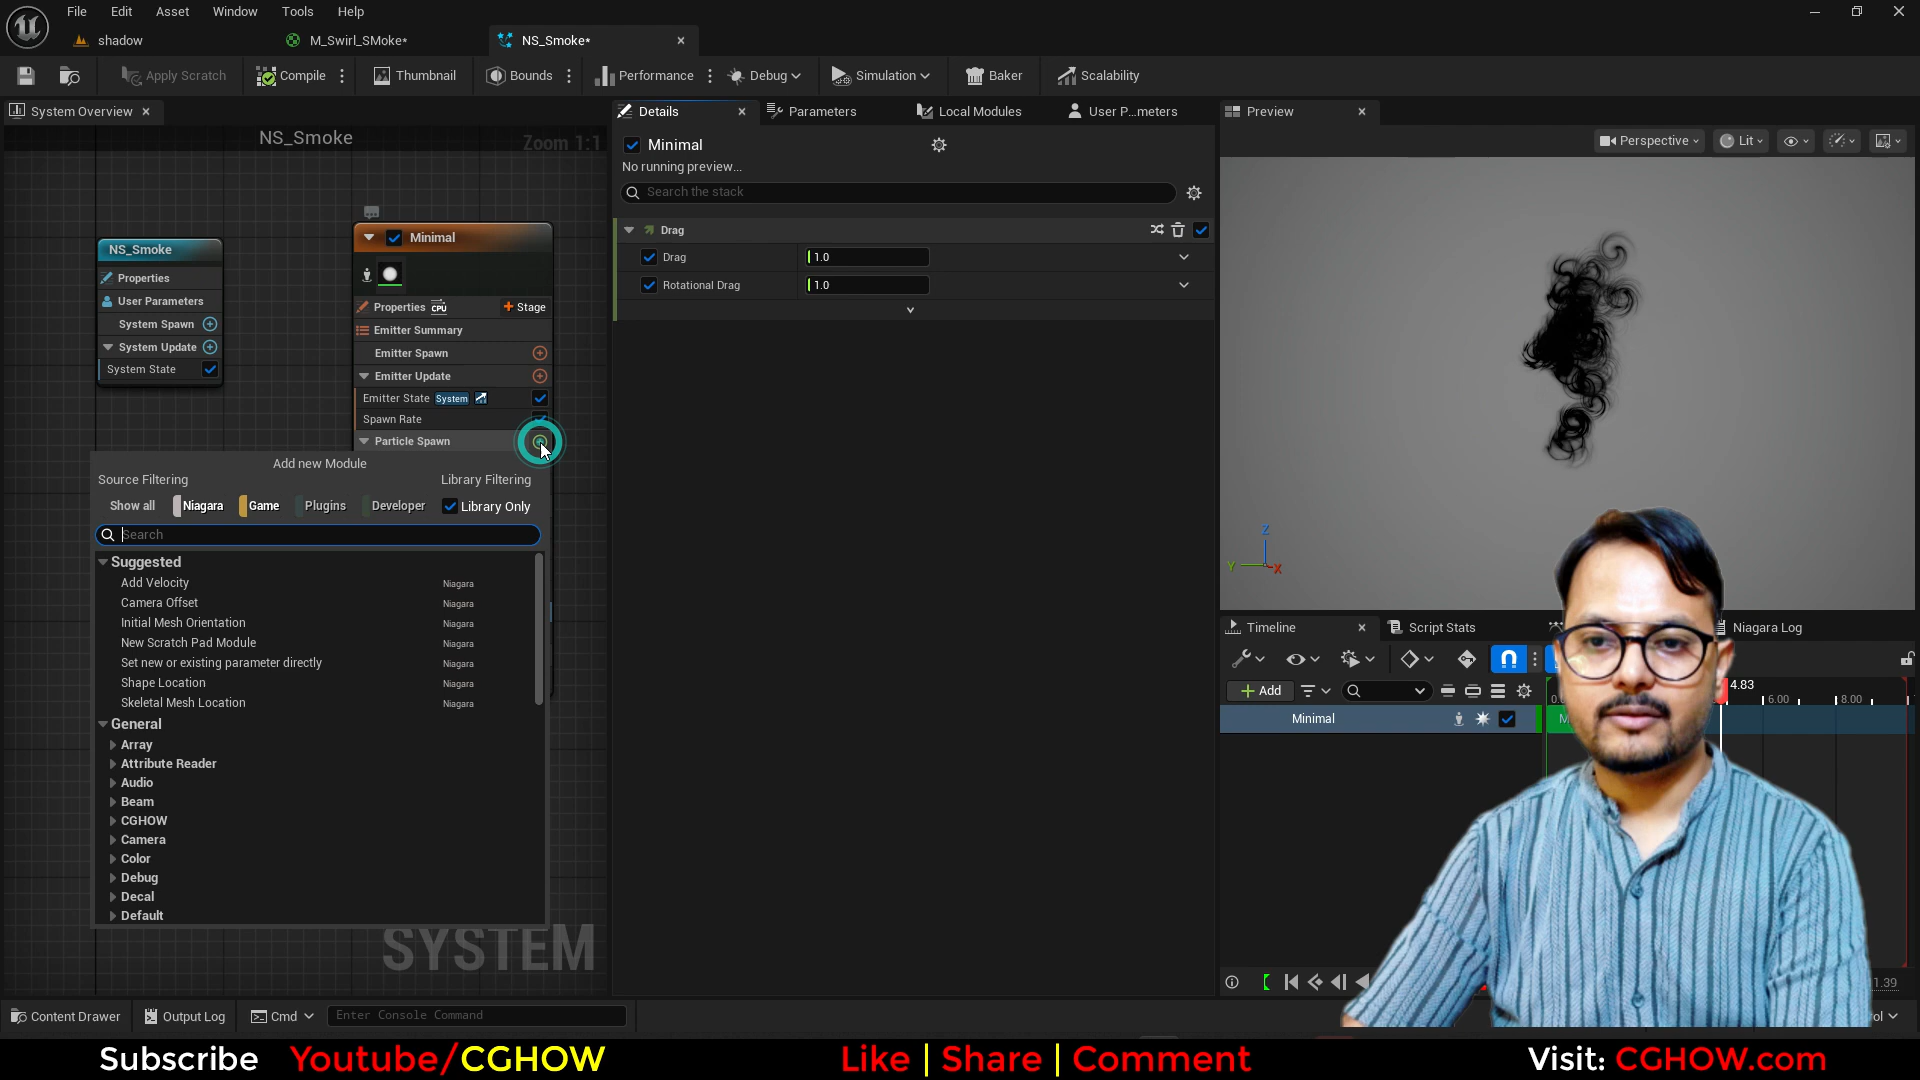 File Edit Asset Window Tools Help
shadow M_Swirl_SMoke* NS_Smoke*
Apply Scratch Compile Thumbnail Bounds Performance Debug Simulation Baker Scalability
System Overview Details Parameters Local Modules User P...meters Preview
NS_Smoke Zoom 1:1
Minimal
No running preview...
Search the stack
Perspective Lit
Drag
Drag 1.0
Rotational Drag 1.0
NS_Smoke
Properties
User Parameters
System Spawn
System Update
System State
Minimal
Properties CPU Stage
Emitter Summary
Emitter Spawn
Emitter Update
Emitter State System
Spawn Rate
Particle Spawn
Add new Module
Source Filtering Library Filtering
Show all Niagara Game Plugins Developer Library Only
Search
Suggested
Add Velocity Niagara
Camera Offset Niagara
Initial Mesh Orientation Niagara
New Scratch Pad Module Niagara
Set new or existing parameter directly Niagara
Shape Location Niagara
Skeletal Mesh Location Niagara
General
Array
Attribute Reader
Audio
Beam
CGHOW
Camera
Color
Debug
Decal
Default
SYSTEM
Z
Y X
Timeline Script Stats Niagara Log
Add 4.83
6.00 8.00
Minimal
1.39
Content Drawer Output Log Cmd Enter Console Command
Subscribe Youtube/CGHOW Like | Share | Comment Visit: CGHOW.com